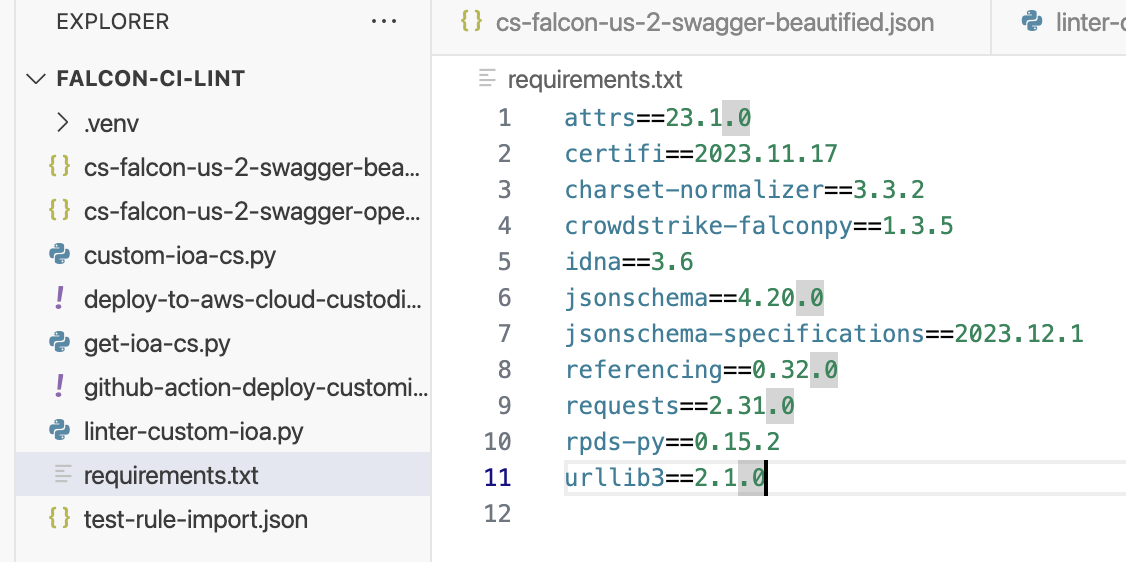 EXPLORER
...
FALCON-CI-LINT
.venv
{} cs-falcon-us-2-swagger-bea...
{} cs-falcon-us-2-swagger-ope...
custom-ioa-cs.py
! deploy-to-aws-cloud-custodi...
get-ioa-cs.py
! github-action-deploy-customi...
linter-custom-ioa.py
requirements.txt
{} test-rule-import.json
{} cs-falcon-us-2-swagger-beautified.json
linter-c
requirements.txt
1 attrs==23.1.0
2 certifi==2023.11.17
3 charset-normalizer==3.3.2
4 crowdstrike-falconpy==1.3.5
5 idna==3.6
6 jsonschema==4.20.0
7 jsonschema-specifications==2023.12.1
8 referencing==0.32.0
9 requests==2.31.0
10 rpds-py==0.15.2
11 urllib3==2.1.0
12